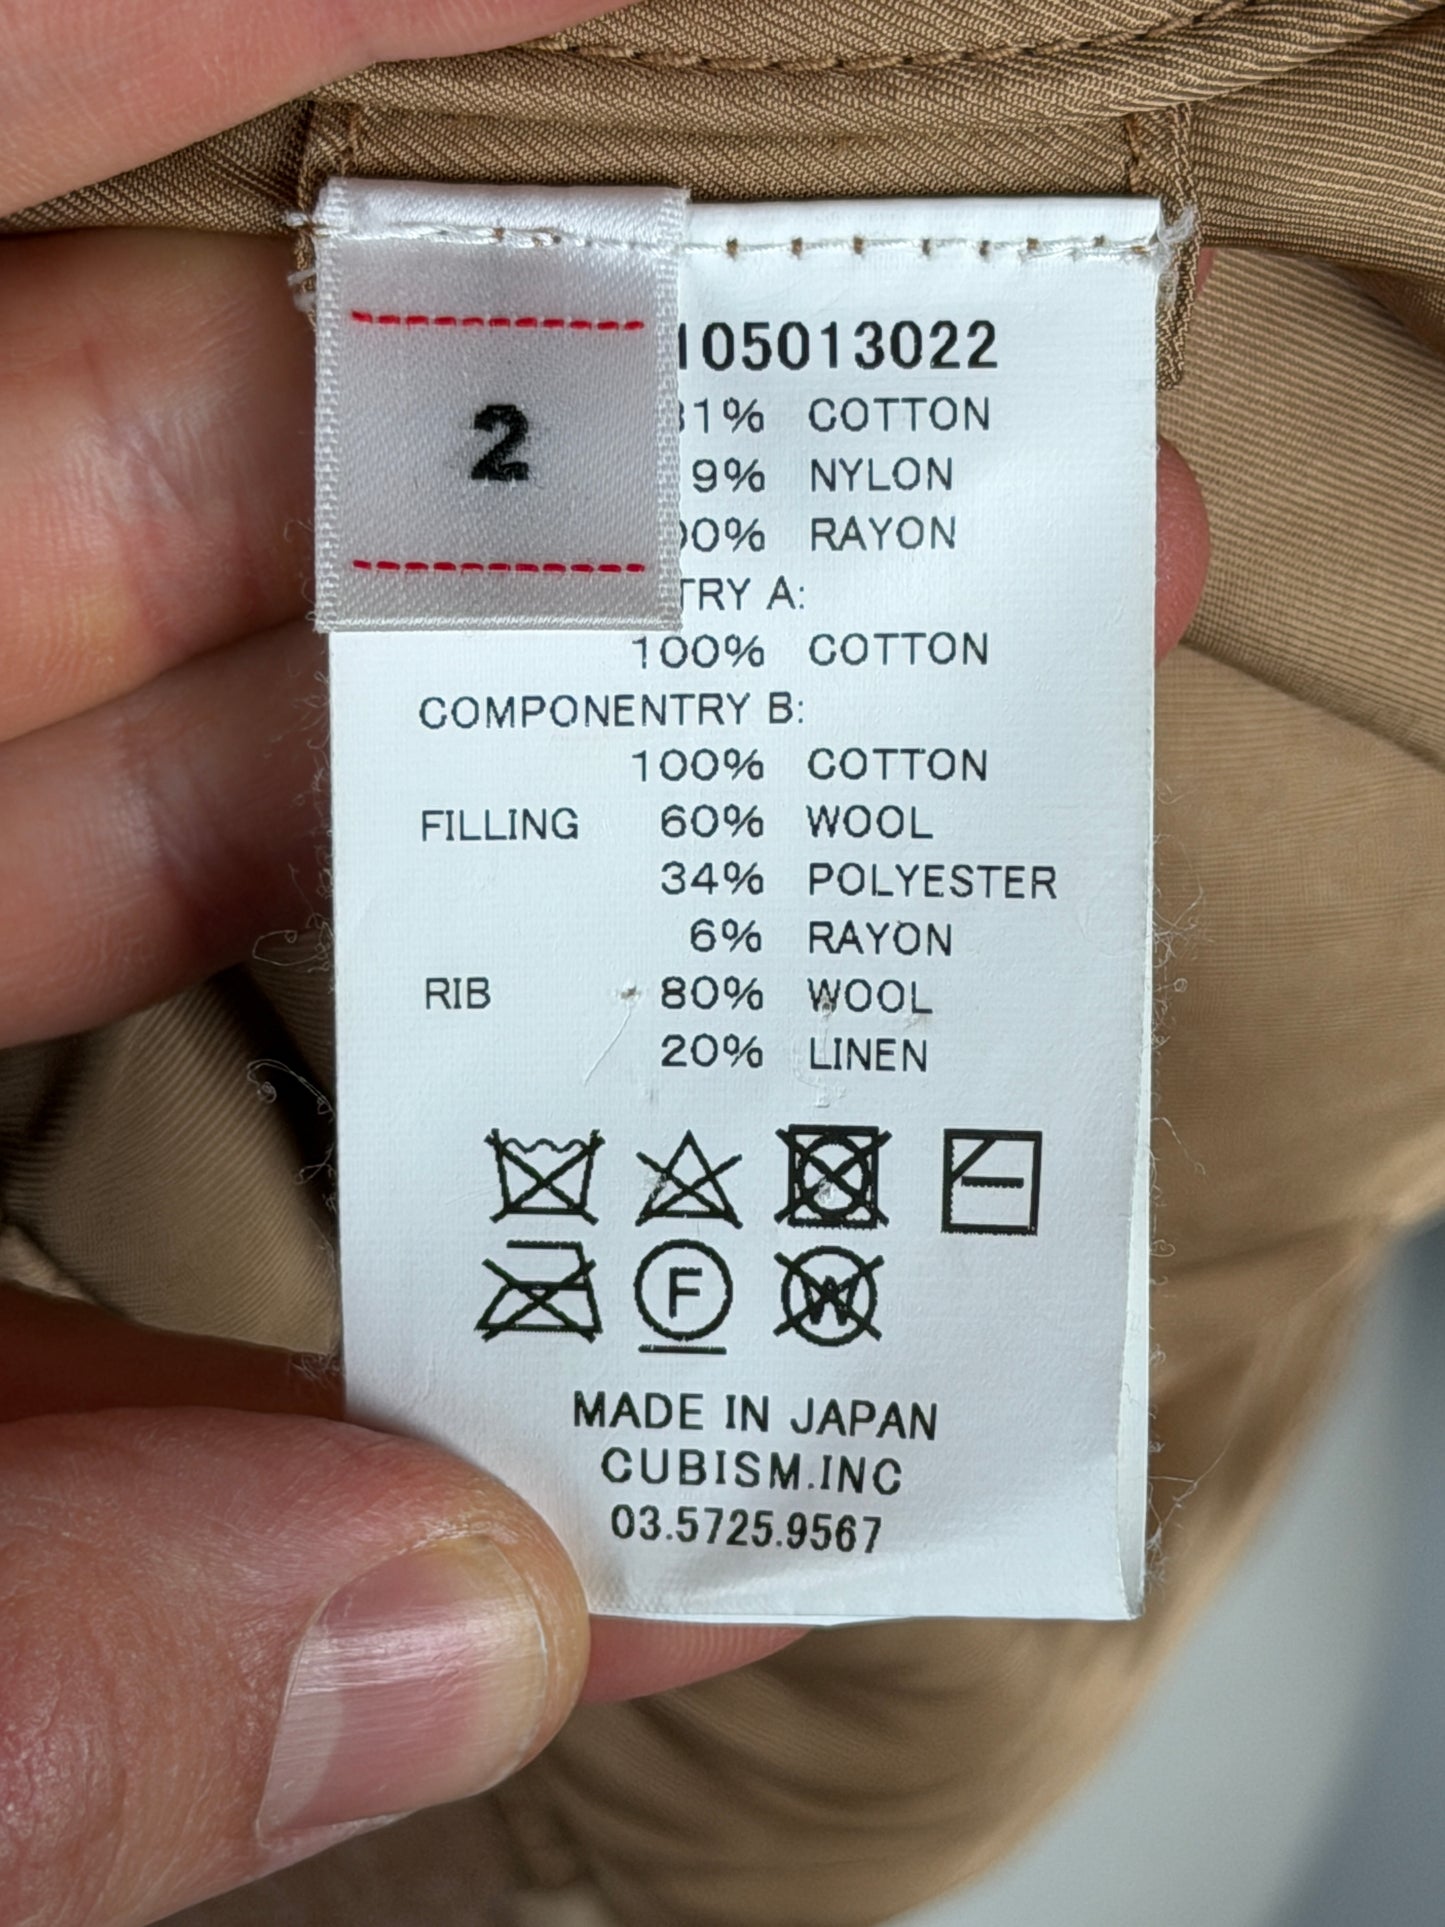 2
105013022
1% COTTON
9% NYLON
00% RAYON
TRY A:
100% COTTON
COMPONENTRY B:
100% COTTON
FILLING 60% WOOL
34% POLYESTER
6% RAYON
RIB 80% WOOL
20% LINEN
F
W
MADE IN JAPAN
CUBISM.INC
03.5725.9567